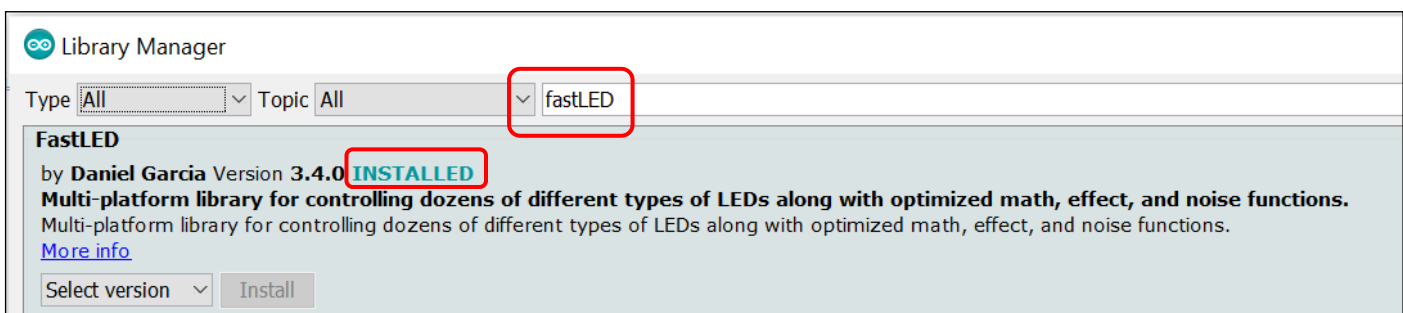 Library Manager
Type All Topic All fastLED
FastLED
by Daniel Garcia Version 3.4.0 INSTALLED
Multi-platform library for controlling dozens of different types of LEDs along with optimized math, effect, and noise functions.
Multi-platform library for controlling dozens of different types of LEDs along with optimized math, effect, and noise functions.
More info
Select version Install